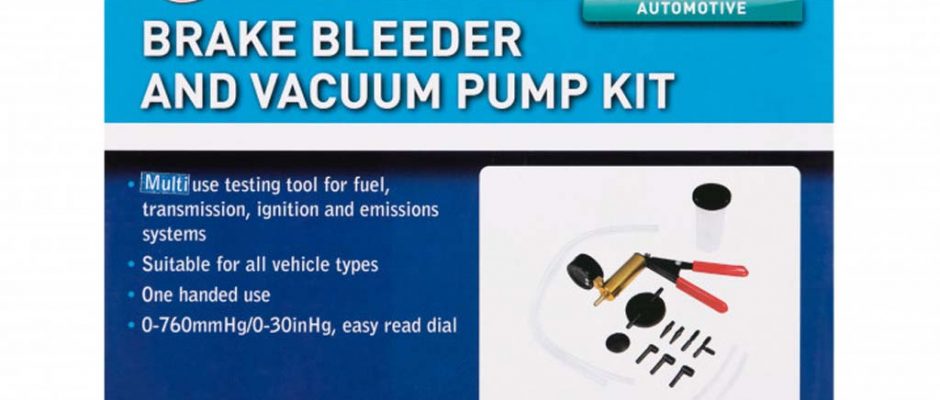 AUTOMOTIVE
BRAKE BLEEDER
AND VACUUM PUMP KIT
• Multi use testing tool for fuel,
transmission, ignition and emissions
systems
• Suitable for all vehicle types
• One handed use
• 0-760mmHg/0-30inHg, easy read dial